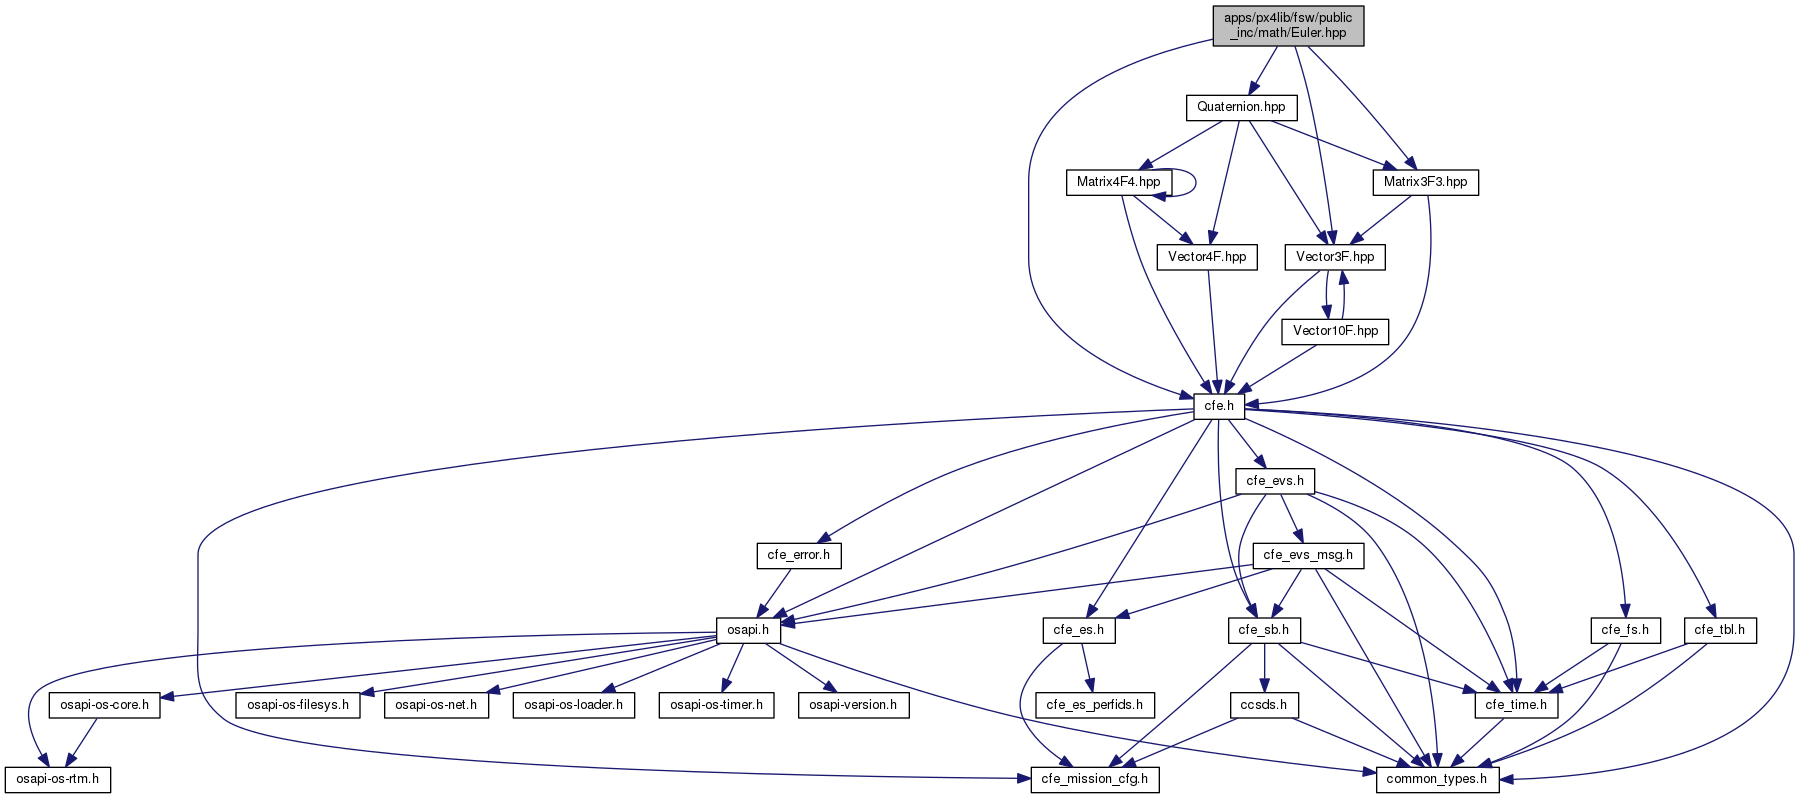 apps/px4lib/fsw/public
_inc/math/Euler.hpp
Quaternion.hpp
Matrix4F4.hpp
Matrix3F3.hpp
Vector4F.hpp
Vector3F.hpp
Vector10F.hpp
cfe.h
cfe_evs.h
cfe_error.h
cfe_evs_msg.h
osapi.h
cfe_es.h
cfe_sb.h
cfe_fs.h
cfe_tbl.h
osapi-os-core.h
osapi-os-filesys.h
osapi-os-net.h
osapi-os-loader.h
osapi-os-timer.h
osapi-version.h
cfe_es_perfids.h
ccsds.h
cfe_time.h
osapi-os-rtm.h
cfe_mission_cfg.h
common_types.h